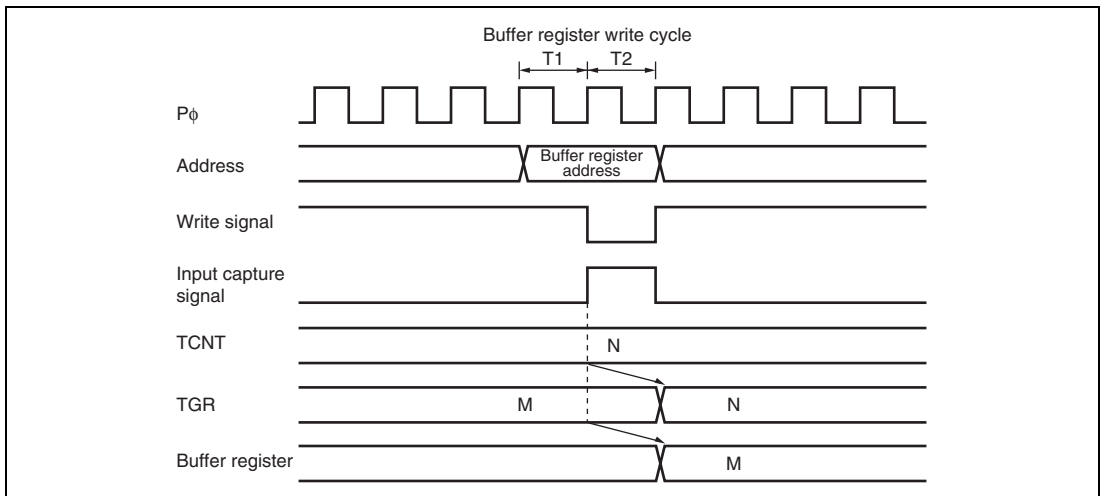 Buffer register write cycle
T1 T2
Pϕ
Address
Buffer register
address
Write signal
Input capture
signal
TCNT
N
TGR
M N
Buffer register
M